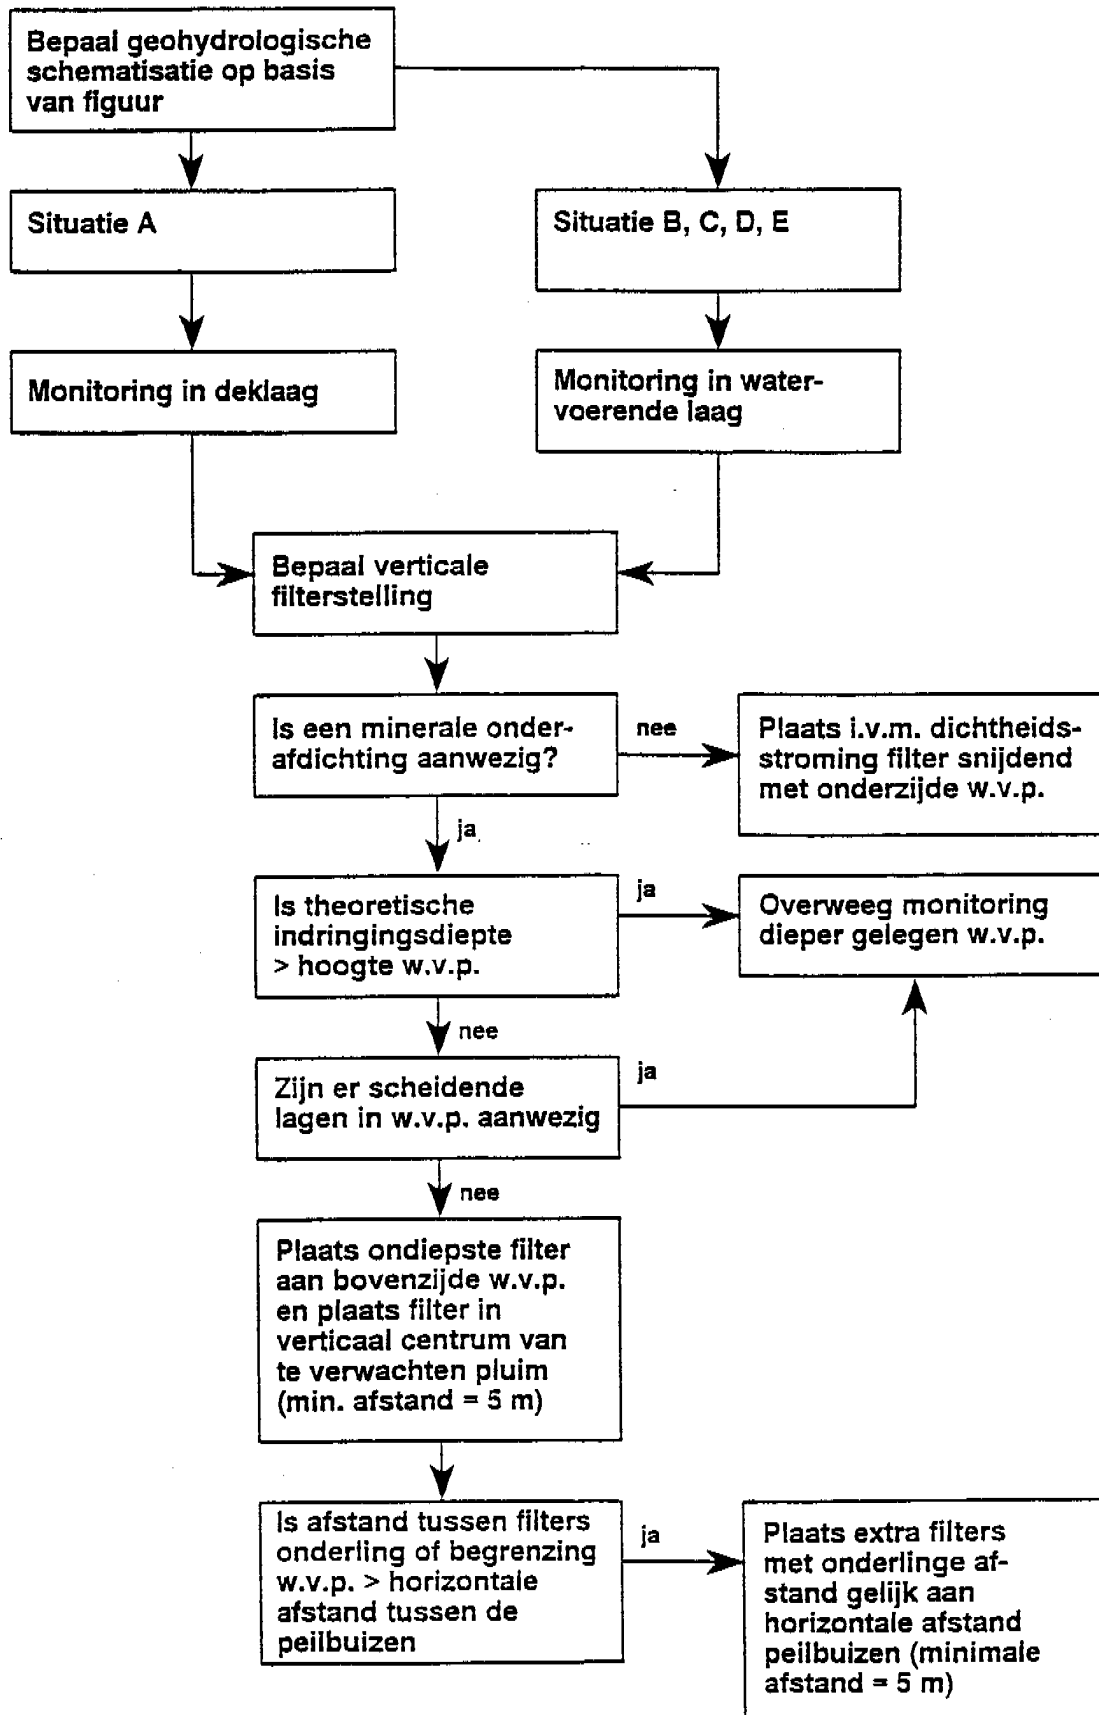 Bepaal geohydrologische
schematisatie op basis
van figuur
Situatie A
Situatie B, C, D, E
Monitoring in deklaag
Monitoring in water-
voerende laag
Bepaal verticale
filterstelling
Is een minerale onder-
afdichting aanwezig?
nee
Plaats i.v.m. dichtheids-
stroming filter snijdend
met onderzijde w.v.p.
ja
Is theoretische
indringingsdiepte
> hoogte w.v.p.
ja
Overweeg monitoring
dieper gelegen w.v.p.
nee
Zijn er scheidende
lagen in w.v.p. aanwezig
ja
nee
Plaats ondiepste filter
aan bovenzijde w.v.p.
en plaats filter in
verticaal centrum van
te verwachten pluim
(min. afstand = 5 m)
Is afstand tussen filters
onderling of begrenzing
w.v.p. > horizontale
afstand tussen de
peilbuizen
ja
Plaats extra filters
met onderlinge af-
stand gelijk aan
horizontale afstand
peilbuizen (minimale
afstand = 5 m)